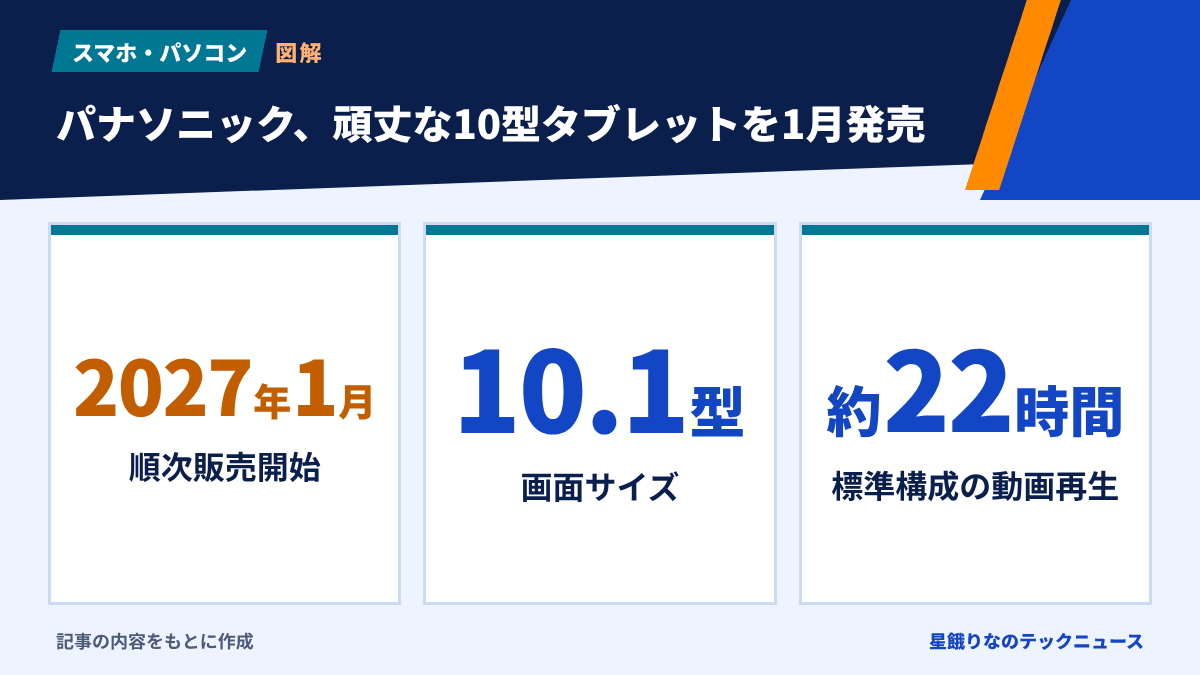 スマホ・パソコン 図解
パナソニック、頑丈な10型タブレットを1月発売
2027年1月
順次販売開始
10.1型
画面サイズ
約22時間
標準構成の動画再生
記事の内容をもとに作成
星餓りなのテックニュース